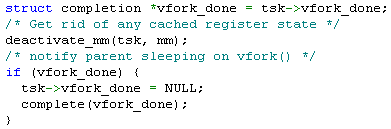 struct completion *vfork_done = tsk->vfork_done;
/* Get rid of any cached register state */
deactivate_mm(tsk, mm);
/* notify parent sleeping on vfork() */
if (vfork_done) {
  tsk->vfork_done = NULL;
  complete(vfork_done);
}